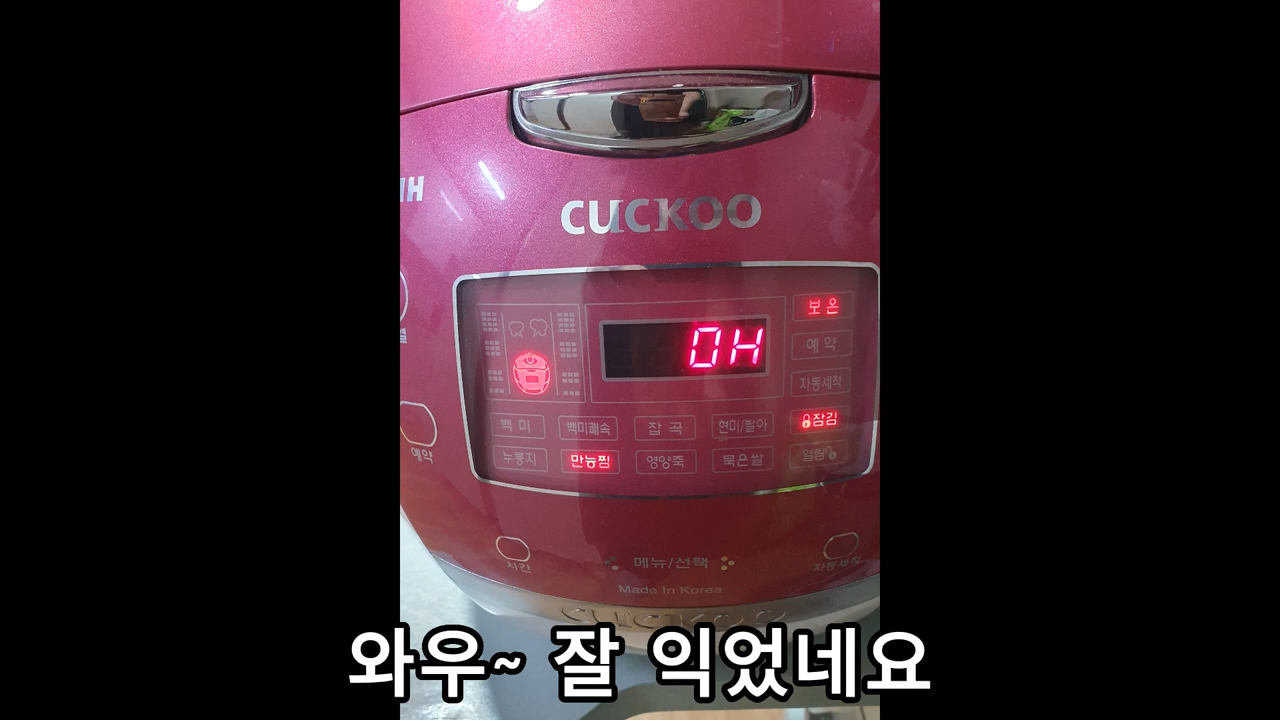 IH
CUCKOO
보온
0H
예약
자동세척
백미
백미쾌속
잡곡
현미/발아
잠김
누룽지
만능찜
영양죽
묵은쌀
열림
예약
시간
메뉴/선택
자동세척
Made In Korea
CUCKOO
와우~ 잘 익었네요